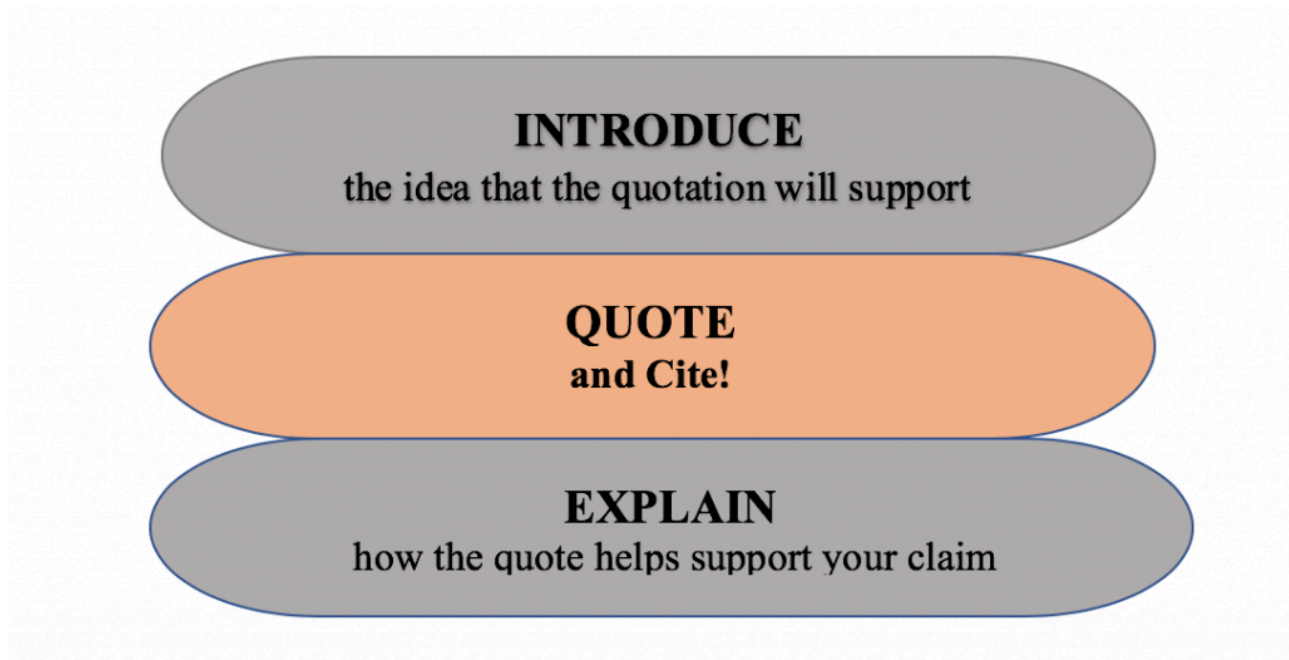 INTRODUCE
the idea that the quotation will support
QUOTE
and Cite!
EXPLAIN
how the quote helps support your claim